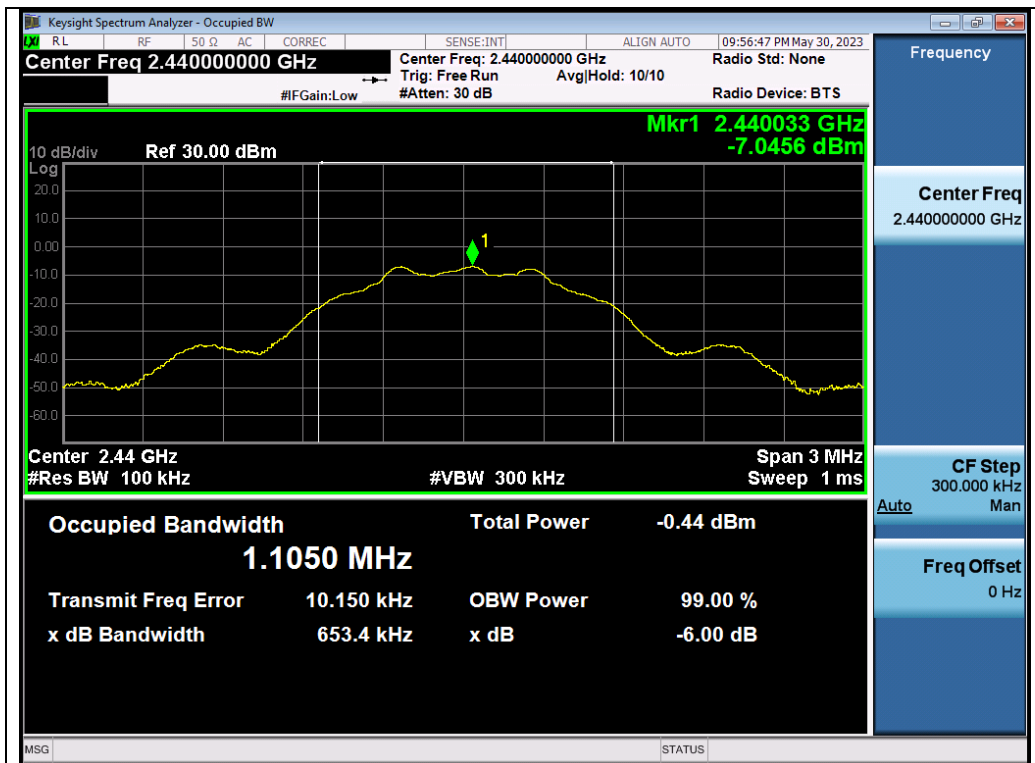 Keysight Spectrum Analyzer - Occupied BW
LXI RL RF 50 Ω AC CORREC SENSE:INT ALIGN AUTO 09:56:47 PM May 30, 2023
Center Freq 2.440000000 GHz
Center Freq: 2.440000000 GHz
Radio Std: None
Trig: Free Run Avg|Hold: 10/10
#IFGain:Low
#Atten: 30 dB
Radio Device: BTS
Frequency
Mkr1 2.440033 GHz
-7.0456 dBm
10 dB/div Ref 30.00 dBm
Log
20.0
10.0
0.00
-10.0
-20.0
-30.0
-40.0
-50.0
-60.0
1
Center Freq
2.440000000 GHz
Center 2.44 GHz Span 3 MHz
#Res BW 100 kHz #VBW 300 kHz Sweep 1 ms
CF Step
300.000 kHz
Auto Man
Occupied Bandwidth Total Power -0.44 dBm
1.1050 MHz
Transmit Freq Error 10.150 kHz OBW Power 99.00 %
x dB Bandwidth 653.4 kHz x dB -6.00 dB
Freq Offset
0 Hz
MSG STATUS